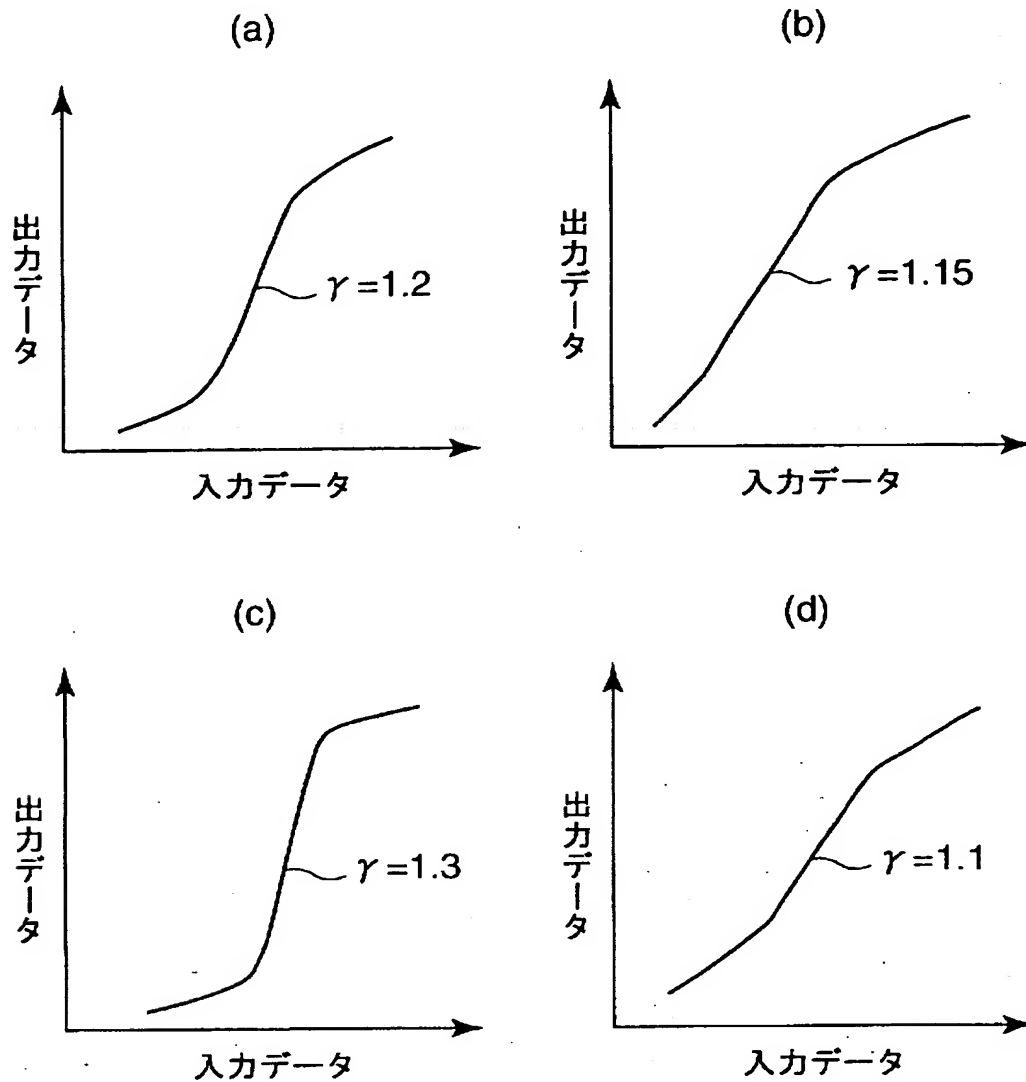 (a)
出力データ
γ=1.2
入力データ
(b)
出力データ
γ=1.15
入力データ
(c)
出力データ
γ=1.3
入力データ
(d)
出力データ
γ=1.1
入力データ